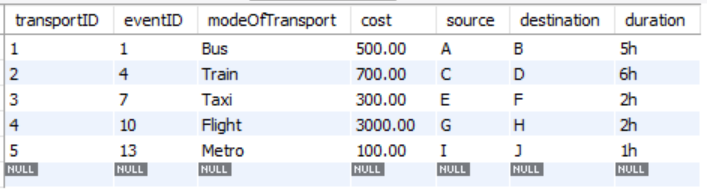 transportID eventID modeOfTransport cost source destination duration
1 1 Bus 500.00 A B 5h
2 4 Train 700.00 C D 6h
3 7 Taxi 300.00 E F 2h
4 10 Flight 3000.00 G H 2h
5 13 Metro 100.00 I J 1h
NULL NULL NULL NULL NULL NULL NULL